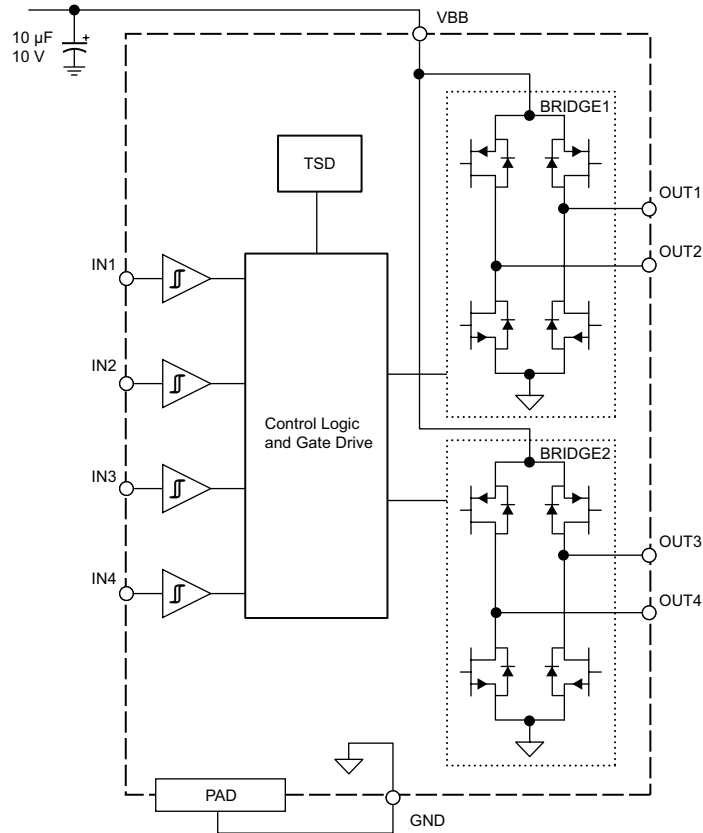 VBB
10 µF
+
10 V
BRIDGE1
TSD
OUT1
OUT2
IN1
IN2
Control Logic
and Gate Drive
IN3
IN4
BRIDGE2
OUT3
OUT4
PAD
GND